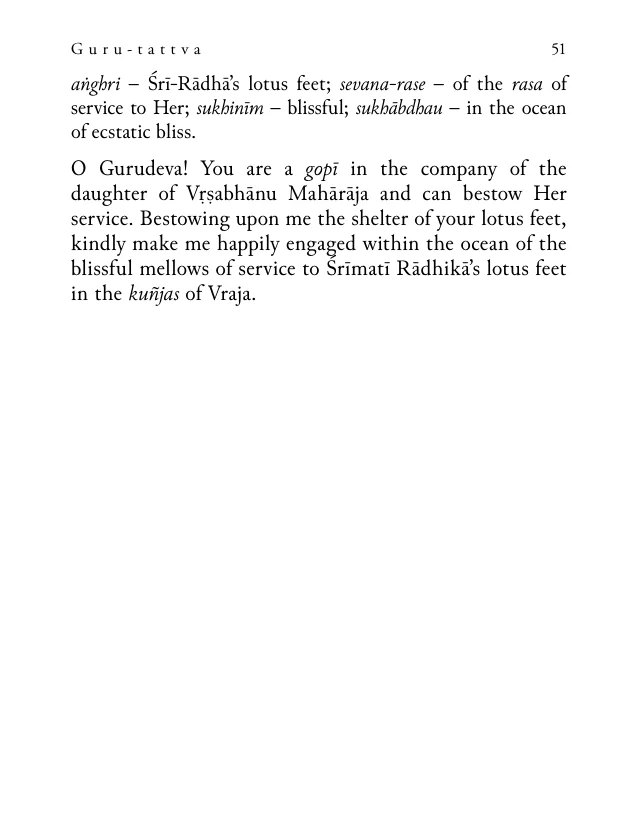 Guru-tattva 51
aṅghri – Śrī-Rādhā’s lotus feet; sevana-rase – of the rasa of
service to Her; sukhinīm – blissful; sukhābdhau – in the ocean
of ecstatic bliss.
O Gurudeva! You are a gopī in the company of the
daughter of Vṛṣabhānu Mahārāja and can bestow Her
service. Bestowing upon me the shelter of your lotus feet,
kindly make me happily engaged within the ocean of the
blissful mellows of service to Śrīmatī Rādhikā’s lotus feet
in the kuñjas of Vraja.